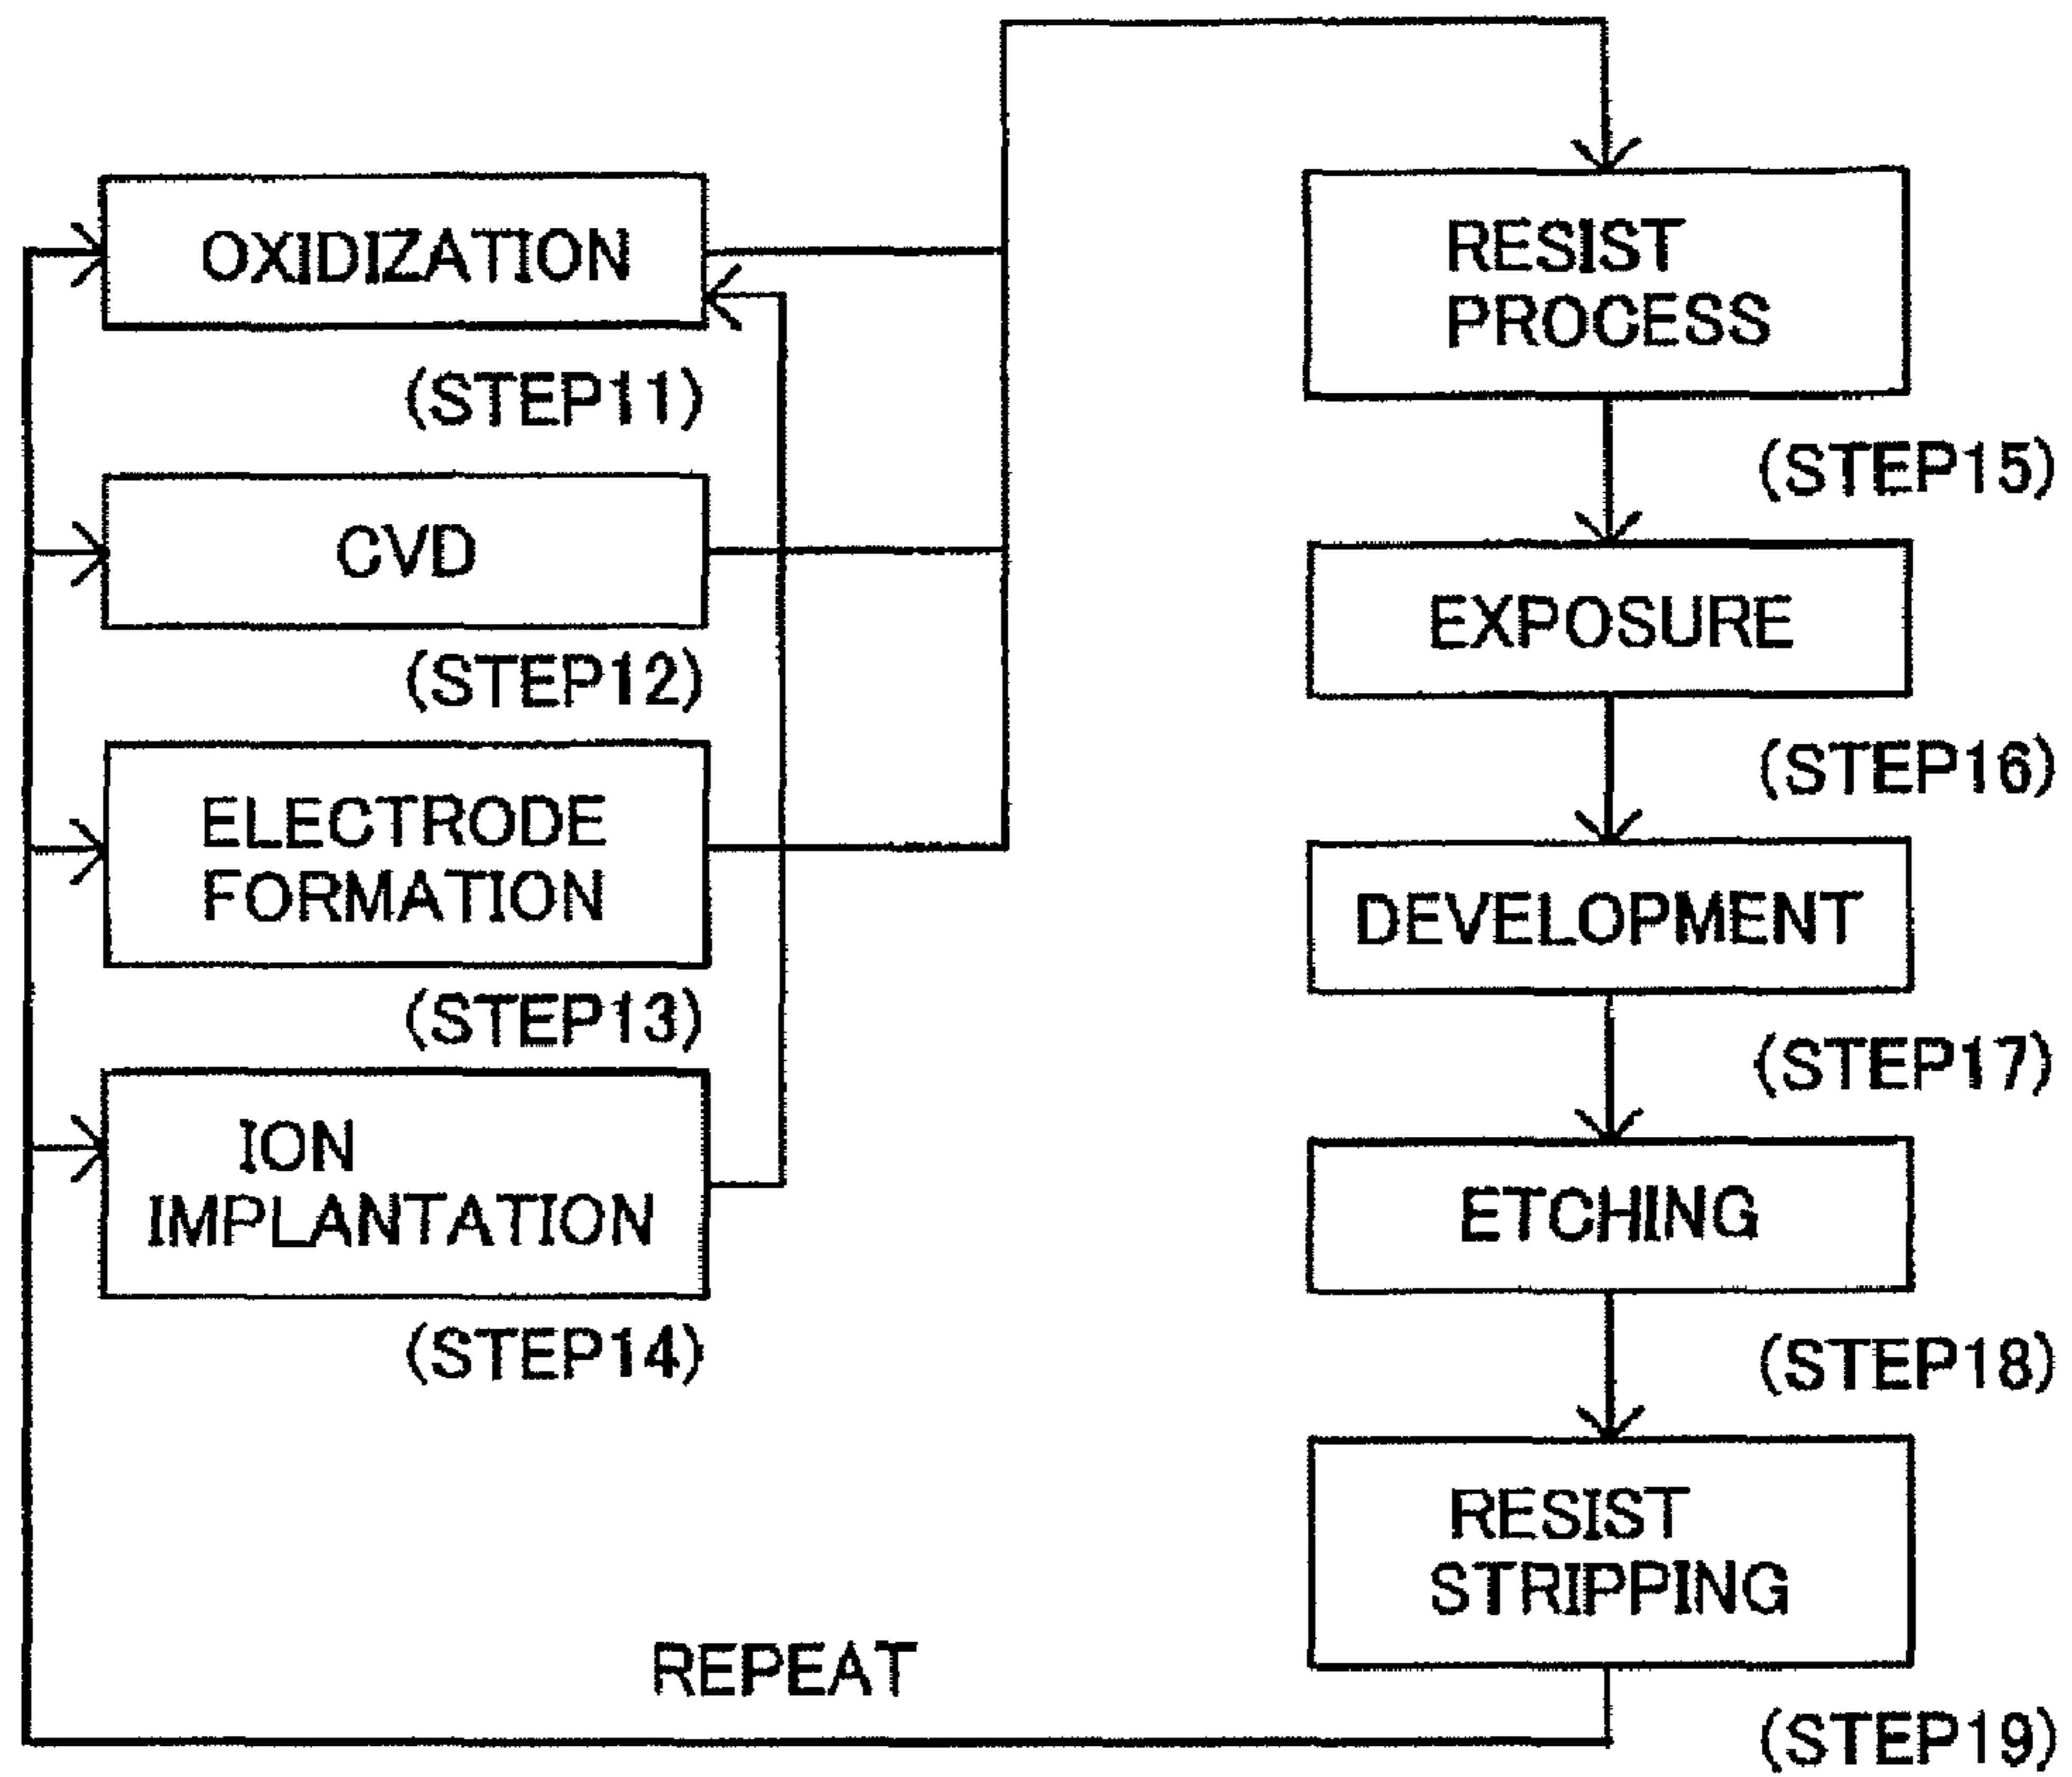 OXIDIZATION
(STEP11)
CVD
(STEP12)
ELECTRODE
FORMATION
(STEP13)
ION
IMPLANTATION
(STEP14)
RESIST
PROCESS
(STEP15)
EXPOSURE
(STEP16)
DEVELOPMENT
(STEP17)
ETCHING
(STEP18)
RESIST
STRIPPING
(STEP19)
REPEAT